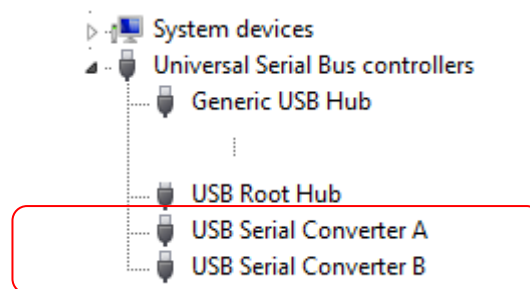 System devices
Universal Serial Bus controllers
Generic USB Hub
USB Root Hub
USB Serial Converter A
USB Serial Converter B